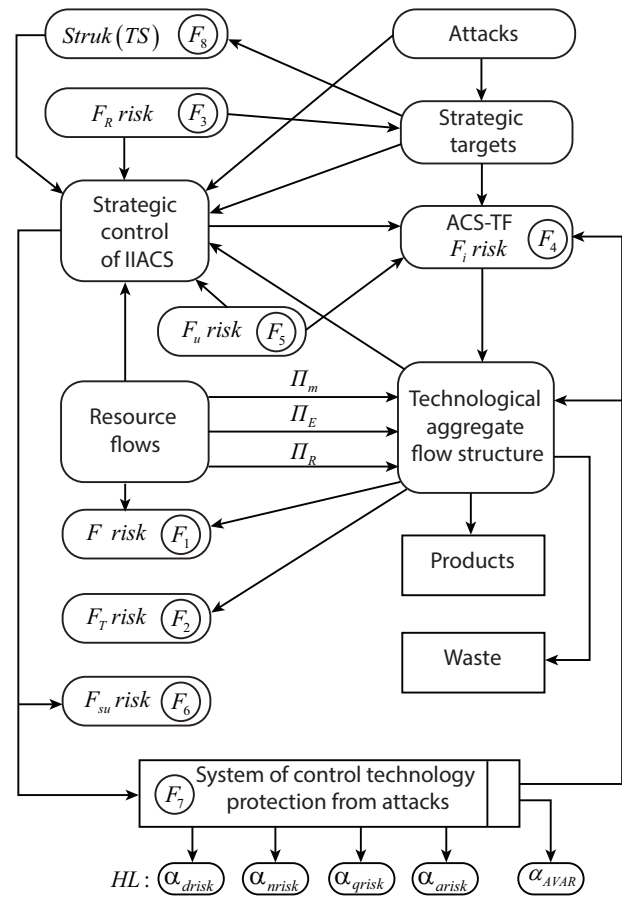 Struk(TS) F₈
Attacks
F_R risk F₃
Strategic
targets
Strategic
control
of IIACS
ACS-TF
F_i risk F₄
F_u risk F₅
Resource
flows
Π_m
Π_E
Π_R
Technological
aggregate
flow structure
F risk F₁
Products
F_T risk F₂
Waste
F_su risk F₆
F₇
System of control technology
protection from attacks
HL: α_drisk α_nrisk α_qrisk α_arisk α_AVAR